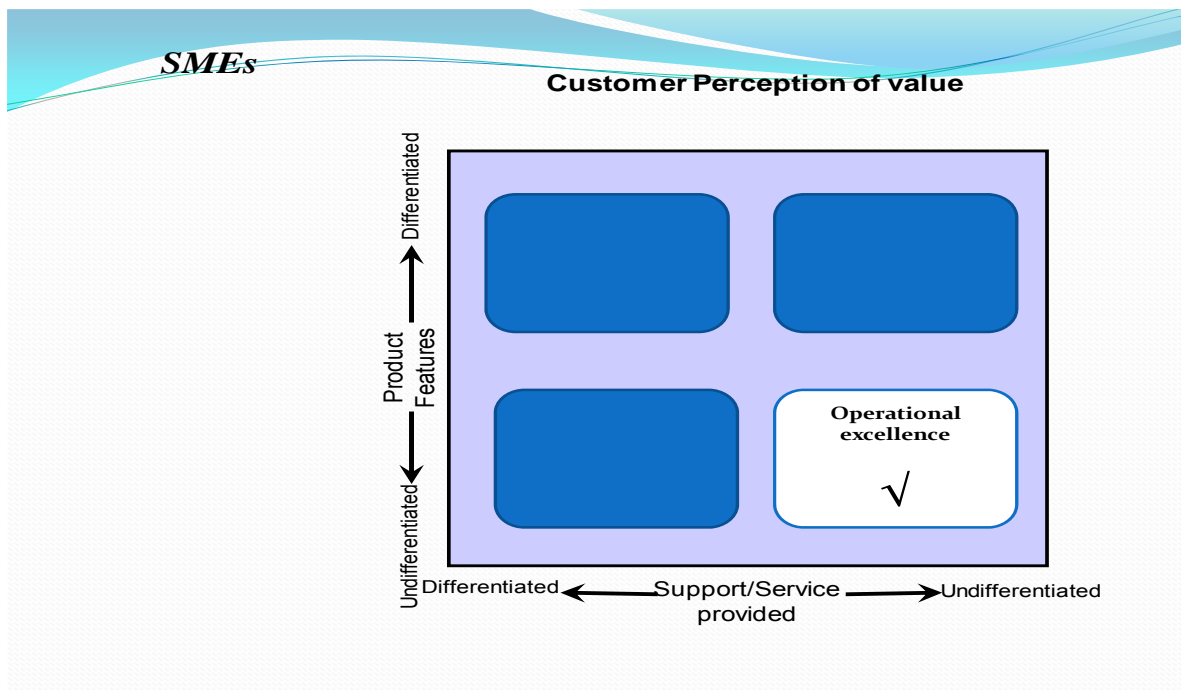 SMEs
Customer Perception of value
Differentiated
Product
Features
Undifferentiated
Operational
excellence
√
Differentiated
Support/Service
provided
Undifferentiated